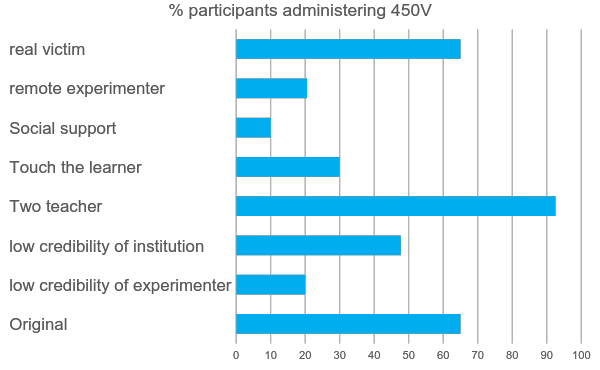 % participants administering 450V
real victim
remote experimenter
Social support
Touch the learner
Two teacher
low credibility of institution
low credibility of experimenter
Original
0 10 20 30 40 50 60 70 80 90 100